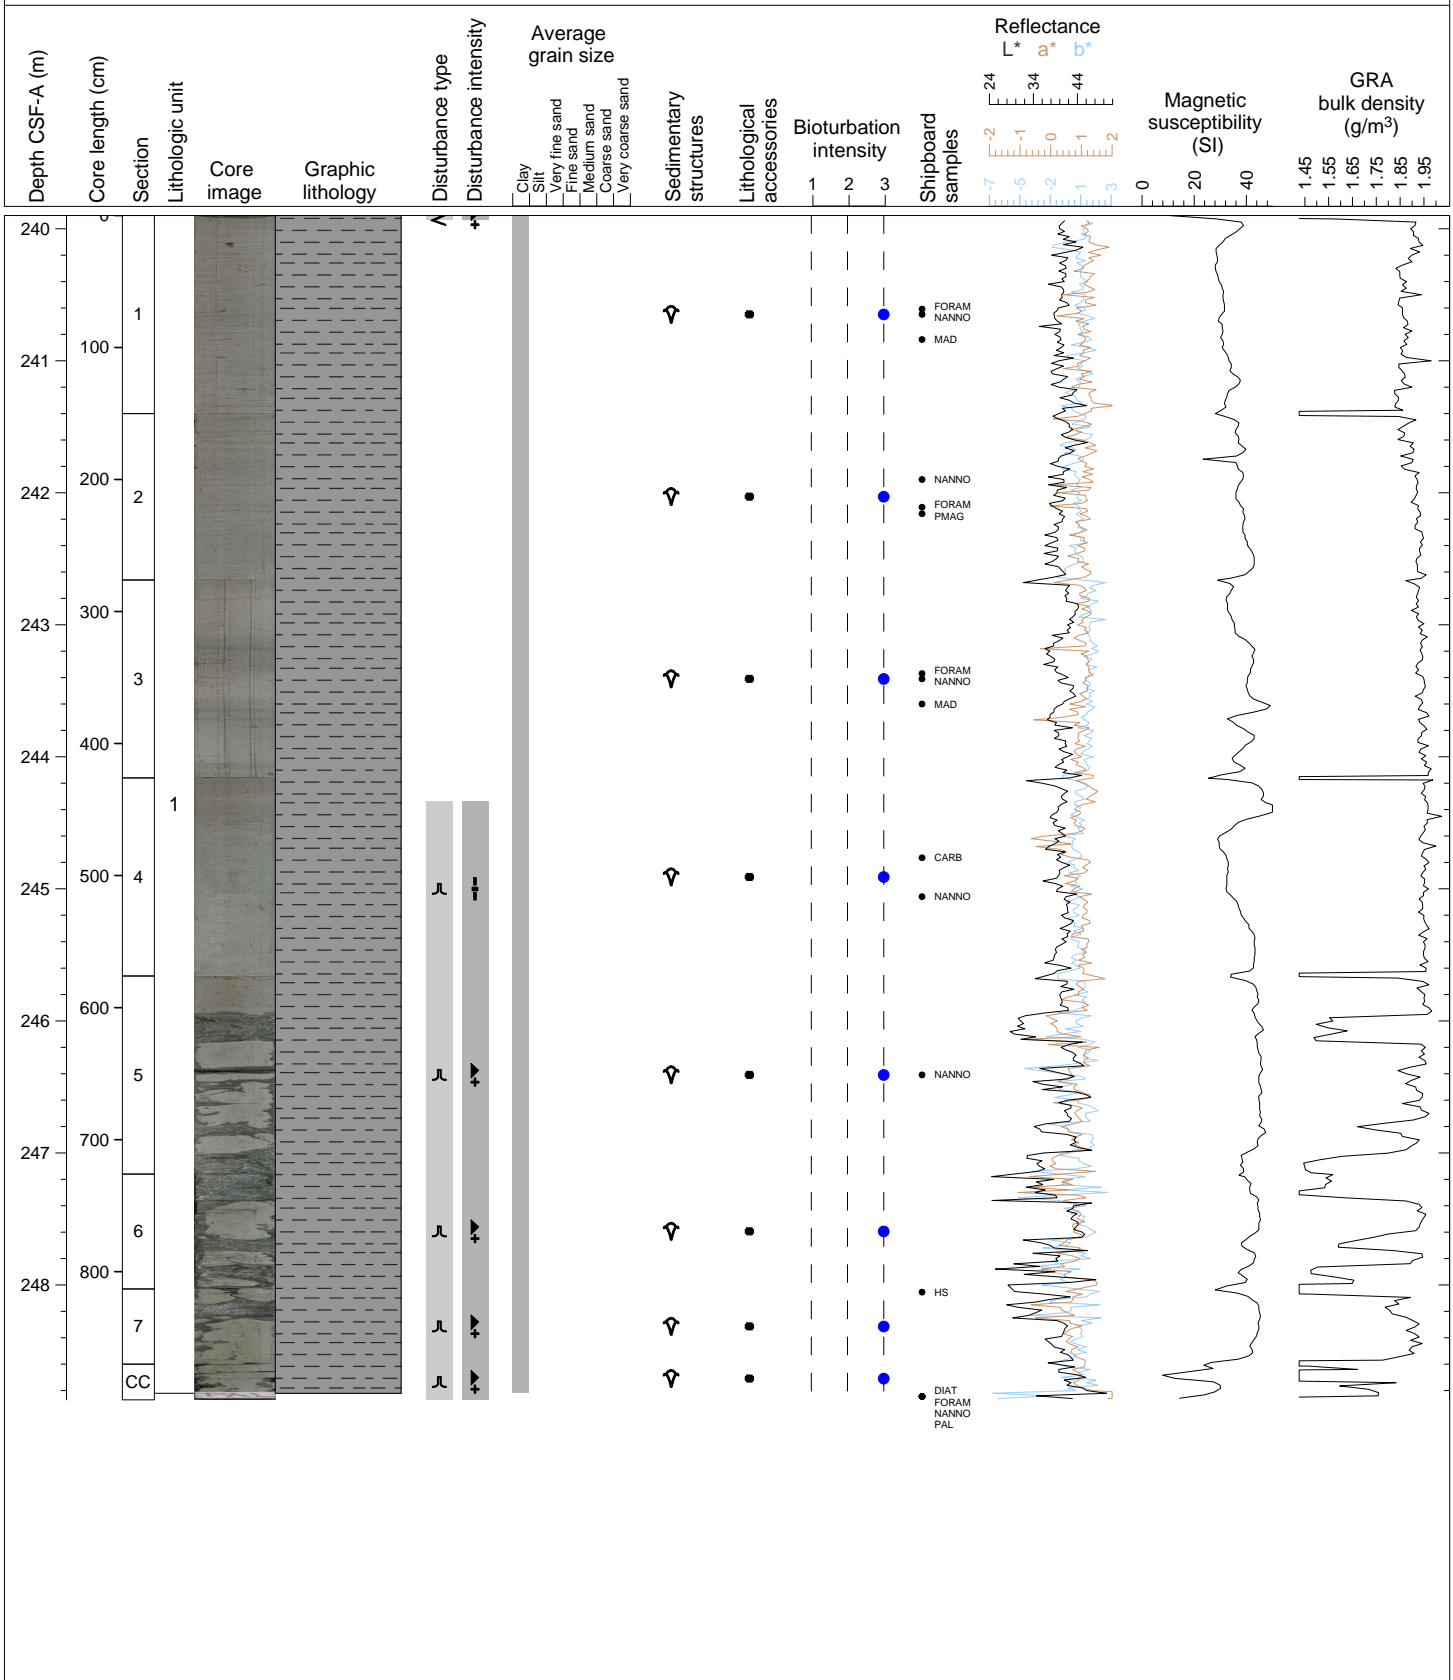 Depth CSF-A (m)
Core length (cm)
Section
Lithologic unit
Core
image
Graphic
lithology
Disturbance type
Disturbance intensity
Average
grain size
Clay
Silt
Very fine sand
Fine sand
Medium sand
Coarse sand
Very coarse sand
Sedimentary
structures
Lithological
accessories
Bioturbation
intensity
1 2 3
Shipboard
samples
Reflectance
L* a* b*
24 34 44
-2 -1 0 1 2
-7 -5 -2 1 3
Magnetic
susceptibility
(SI)
0 20 40
GRA
bulk density
(g/m³)
1.45 1.55 1.65 1.75 1.85 1.95
240
0
1
FORAM
NANNO
MAD
100
241
200
242
2
NANNO
FORAM
PMAG
300
243
3
FORAM
NANNO
MAD
400
244
1
CARB
500
245
4
NANNO
600
246
5
NANNO
700
247
6
800
248
HS
7
CC
DIAT
FORAM
NANNO
PAL